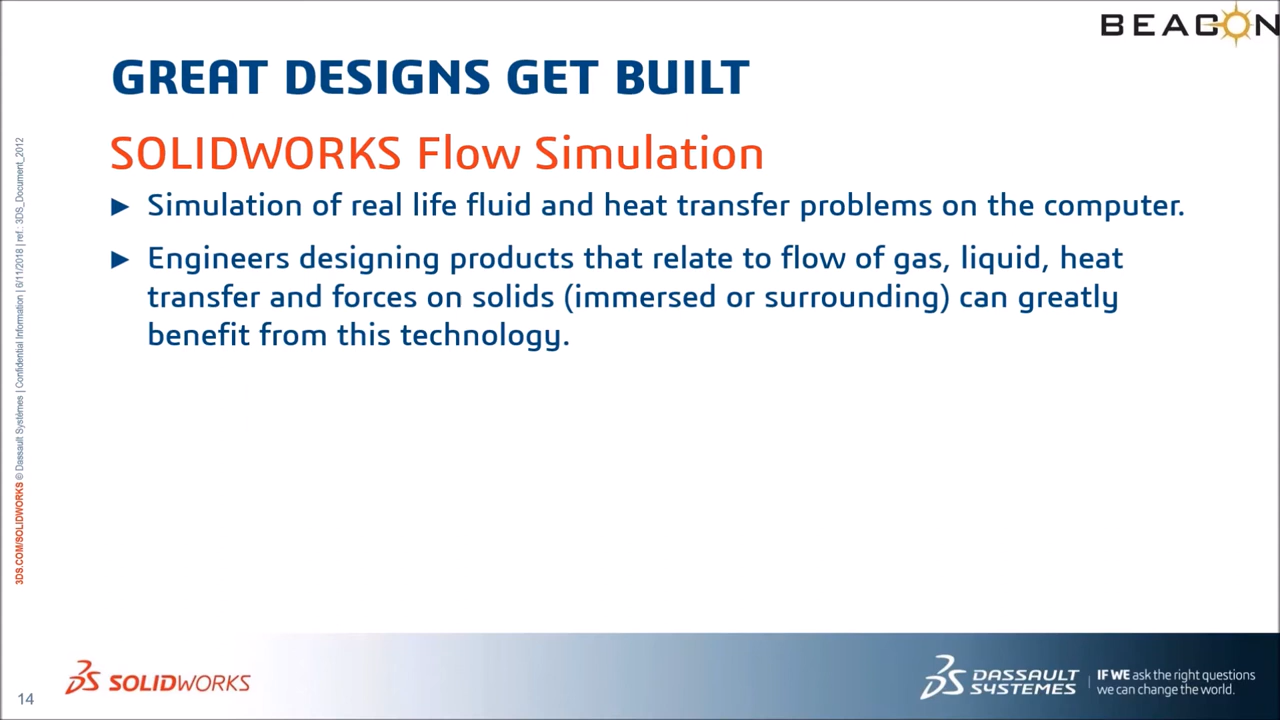 BEACON
GREAT DESIGNS GET BUILT
SOLIDWORKS Flow Simulation
► Simulation of real life fluid and heat transfer problems on the computer.
► Engineers designing products that relate to flow of gas, liquid, heat
transfer and forces on solids (immersed or surrounding) can greatly
benefit from this technology.
3DS.COM/SOLIDWORKS © Dassault Systèmes | Confidential Information | 6/11/2018 | ref.: 3DS_Document_2012
14
SOLIDWORKS
DASSAULT
SYSTEMES
IF WE ask the right questions
we can change the world.